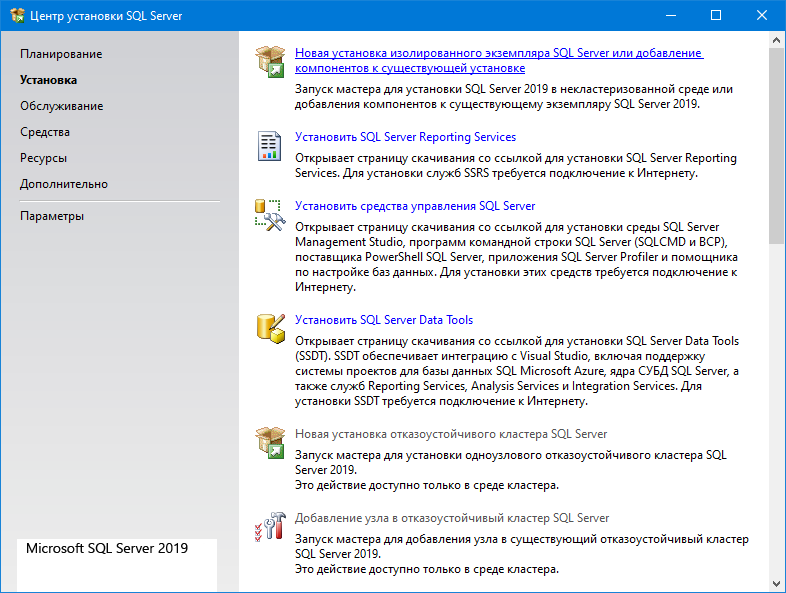 Центр установки SQL Server
Планирование
Установка
Обслуживание
Средства
Ресурсы
Дополнительно
Параметры
Microsoft SQL Server 2019
Новая установка изолированного экземпляра SQL Server или добавление
компонентов к существующей установке
Запуск мастера для установки SQL Server 2019 в некластеризованной среде или
добавления компонентов к существующему экземпляру SQL Server 2019.
Установить SQL Server Reporting Services
Открывает страницу скачивания со ссылкой для установки SQL Server Reporting
Services. Для установки служб SSRS требуется подключение к Интернету.
Установить средства управления SQL Server
Открывает страницу скачивания со ссылкой для установки среды SQL Server
Management Studio, программ командной строки SQL Server (SQLCMD и BCP),
поставщика PowerShell SQL Server, приложения SQL Server Profiler и помощника
по настройке баз данных. Для установки этих средств требуется подключение к
Интернету.
Установить SQL Server Data Tools
Открывает страницу скачивания со ссылкой для установки SQL Server Data Tools
(SSDT). SSDT обеспечивает интеграцию с Visual Studio, включая поддержку
системы проектов для базы данных SQL Microsoft Azure, ядра СУБД SQL Server, а
также служб Reporting Services, Analysis Services и Integration Services. Для
установки SSDT требуется подключение к Интернету.
Новая установка отказоустойчивого кластера SQL Server
Запуск мастера для установки одноузлового отказоустойчивого кластера SQL
Server 2019.
Это действие доступно только в среде кластера.
Добавление узла в отказоустойчивый кластер SQL Server
Запуск мастера для добавления узла в существующий отказоустойчивый кластер
SQL Server 2019.
Это действие доступно только в среде кластера.